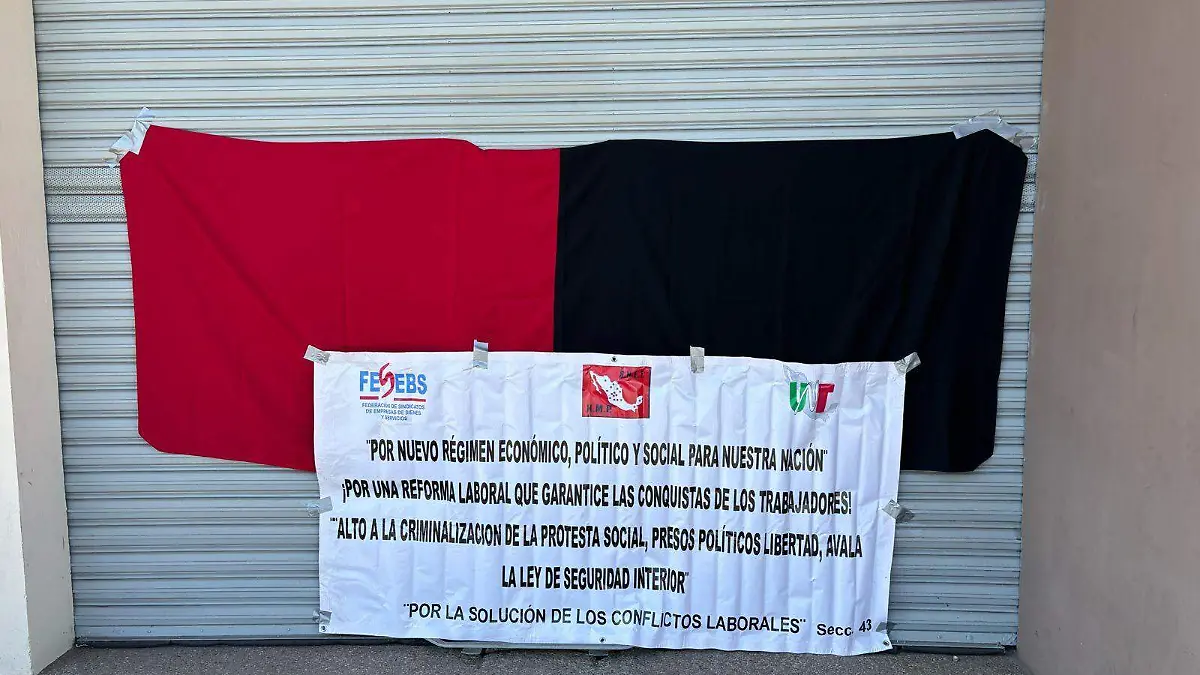 FESEBS
FEDERACIÓN DE SINDICATOS
DE EMPRESAS DE BIENES
Y SERVICIOS
H.M.P.
UNT
"POR NUEVO RÉGIMEN ECONÓMICO, POLÍTICO Y SOCIAL PARA NUESTRA NACIÓN"
¡POR UNA REFORMA LABORAL QUE GARANTICE LAS CONQUISTAS DE LOS TRABAJADORES!
"ALTO A LA CRIMINALIZACION DE LA PROTESTA SOCIAL, PRESOS POLÍTICOS LIBERTAD, AVALA
LA LEY DE SEGURIDAD INTERIOR"
"POR LA SOLUCIÓN DE LOS CONFLICTOS LABORALES" Secc 43